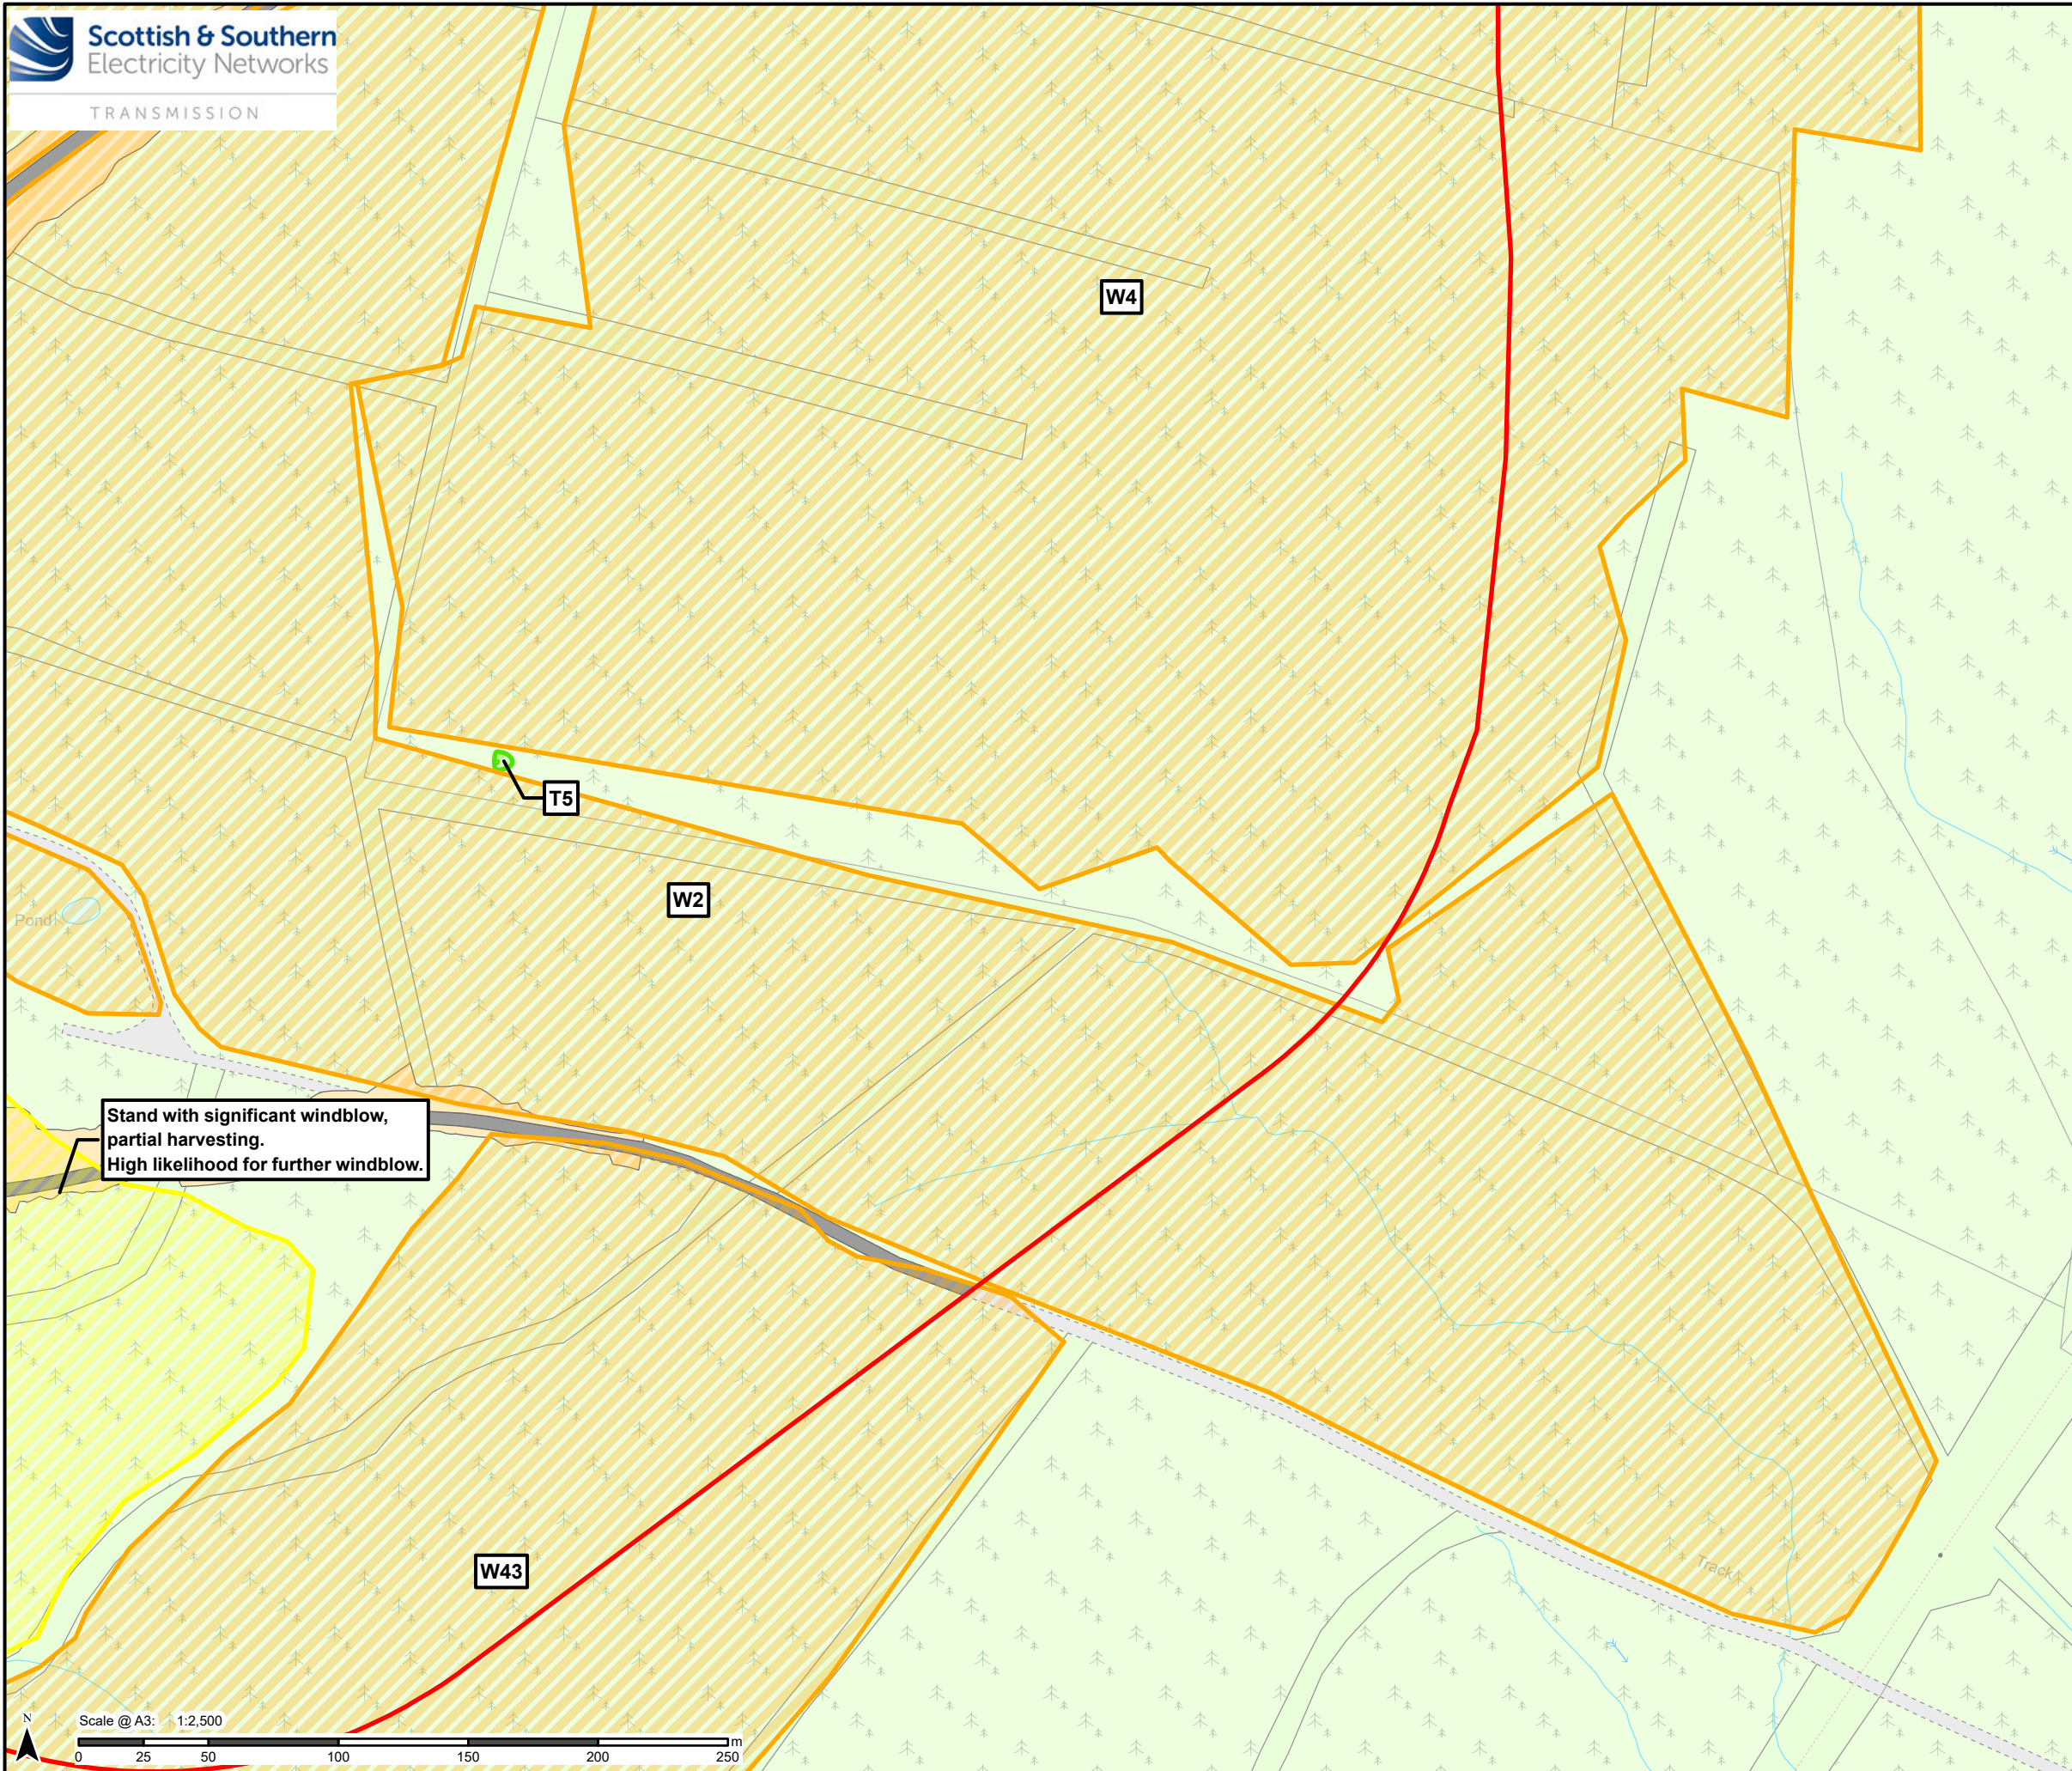 Scottish & Southern
Electricity Networks
TRANSMISSION
W4
T5
W2
Pond
Stand with significant windblow,
partial harvesting.
High likelihood for further windblow.
Track
W43
N
Scale @ A3: 1:2,500
0 25 50 100 150 200 250 m